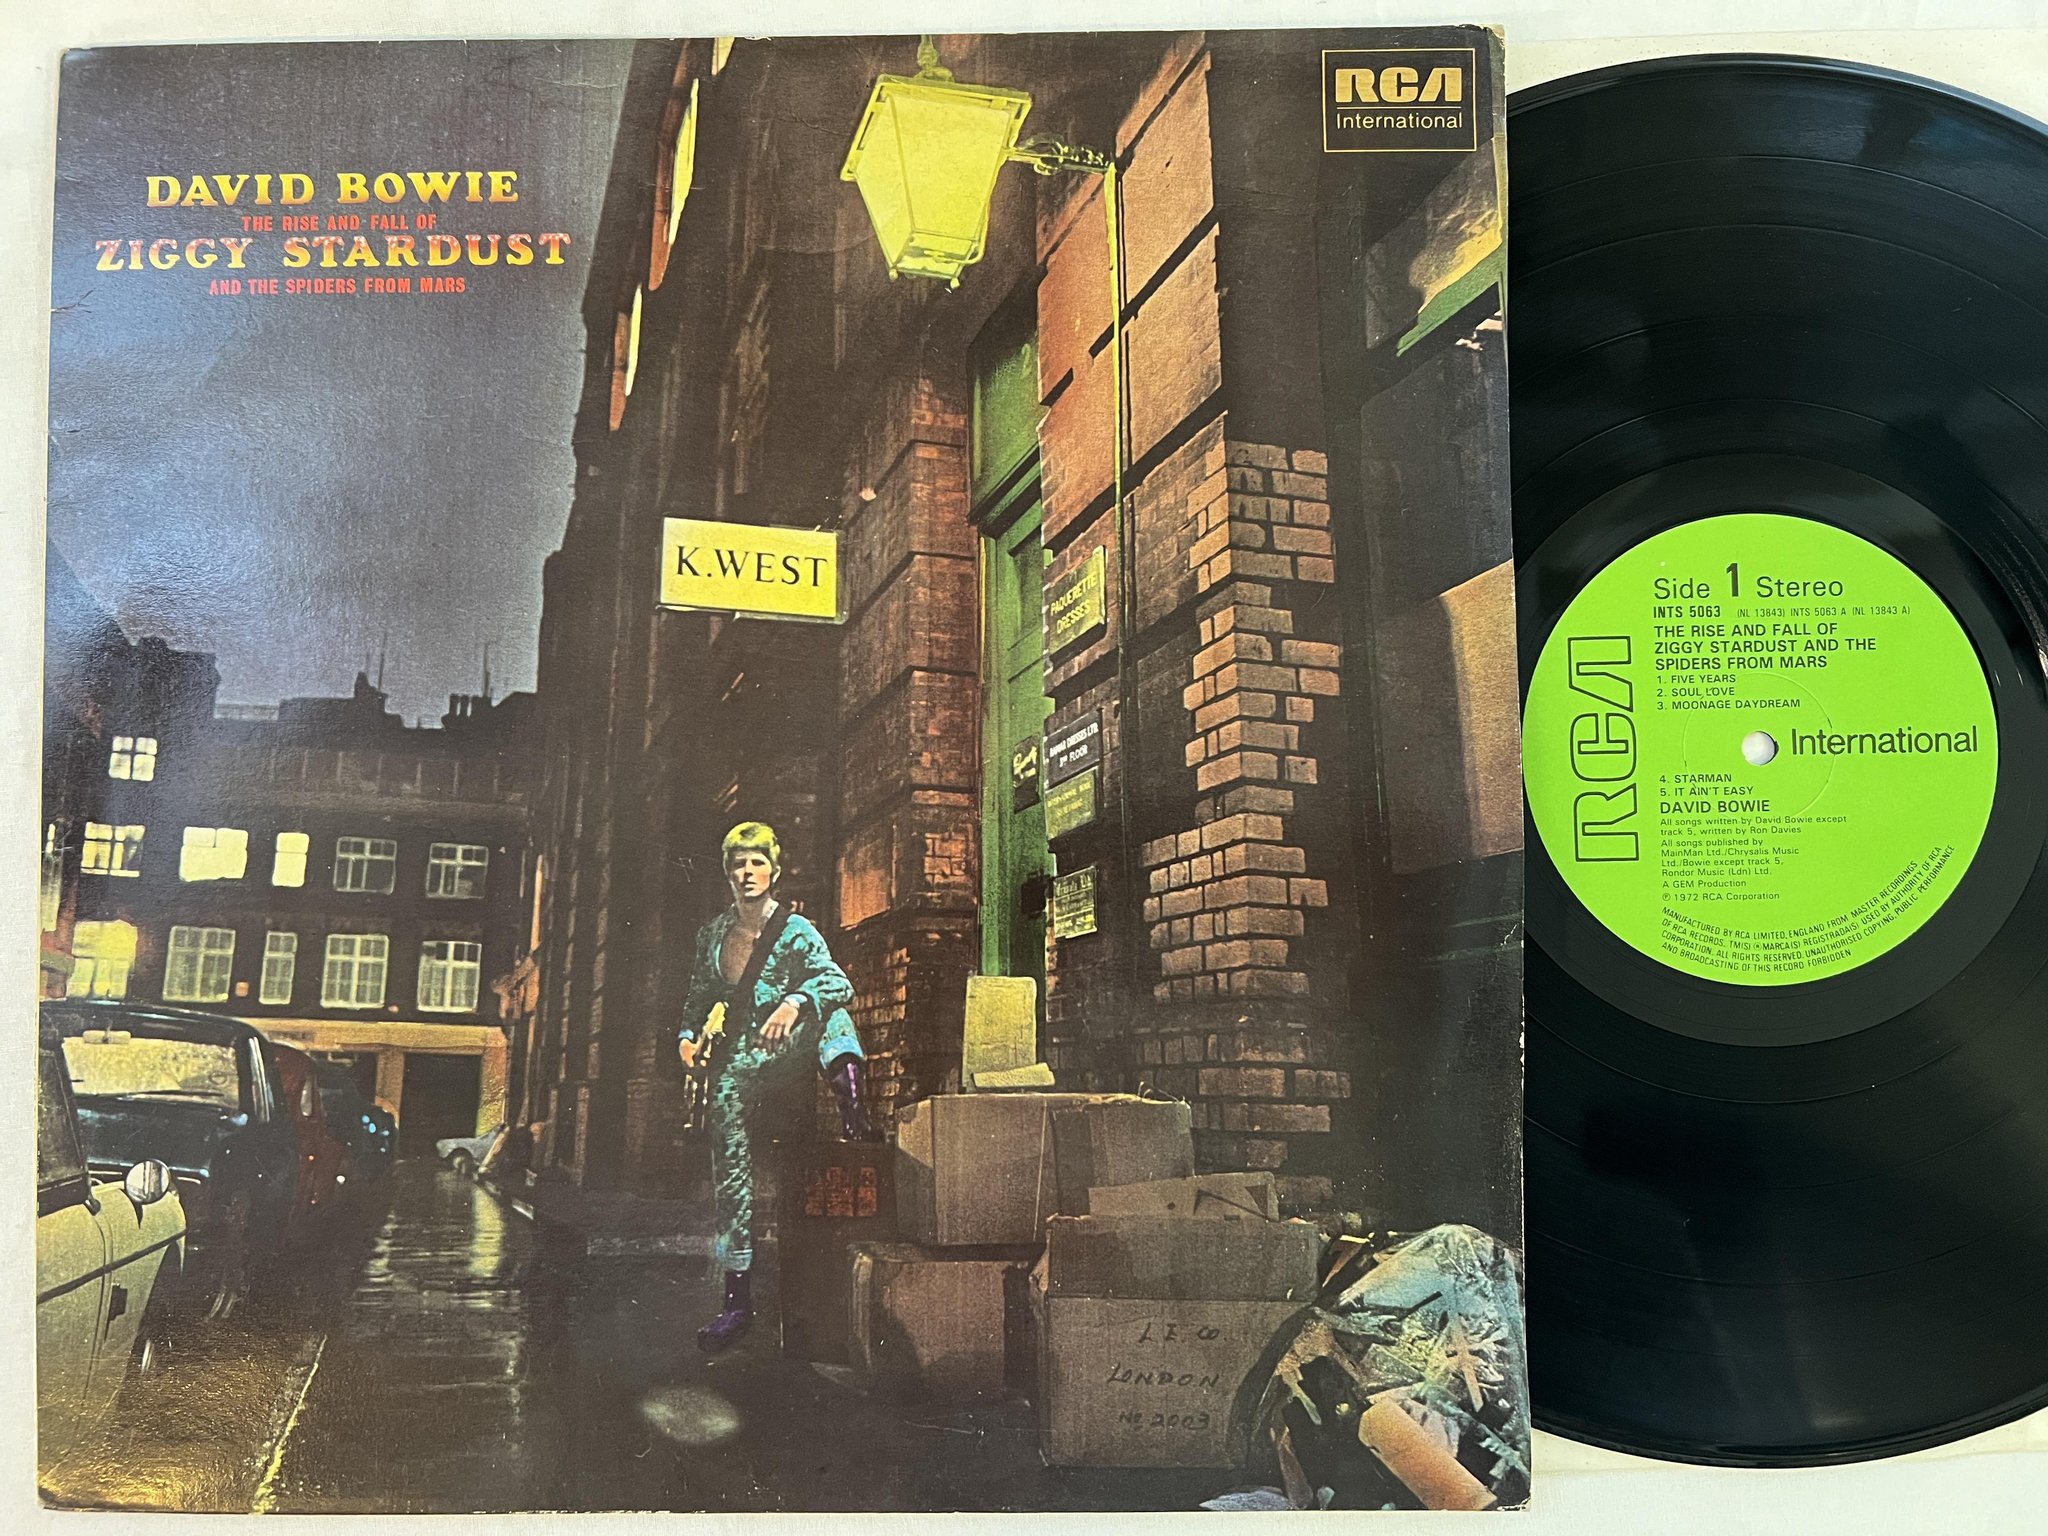 DAVID BOWIE
THE RISE AND FALL OF
ZIGGY STARDUST
AND THE SPIDERS FROM MARS
RCA
International
K.WEST
PAQUERETTE
DRESSES
DRESSES LTD.
FLOOR
L.I. CO.
LONDON
No 2003
RCA
Side 1 Stereo
INTS 5063 (NL 13843) INTS 5063 A (NL 13843 A)
THE RISE AND FALL OF
ZIGGY STARDUST AND THE
SPIDERS FROM MARS
1. FIVE YEARS
2. SOUL LOVE
3. MOONAGE DAYDREAM
International
4. STARMAN
5. IT AIN'T EASY
DAVID BOWIE
All songs written by David Bowie except
track 5, written by Ron Davies
All songs published by
MainMan Ltd./Chrysalis Music
Ltd./Bowie except track 5,
Rondor Music (Ldn) Ltd.
A GEM Production
℗ 1972 RCA Corporation
MANUFACTURED BY RCA LIMITED, ENGLAND FROM MASTER RECORDINGS
OF RCA RECORDS. TM(S) ® MARCA(S) REGISTRADA(S) USED BY AUTHORITY OF RCA
CORPORATION. ALL RIGHTS RESERVED. UNAUTHORISED COPYING, PUBLIC PERFORMANCE
AND BROADCASTING OF THIS RECORD FORBIDDEN